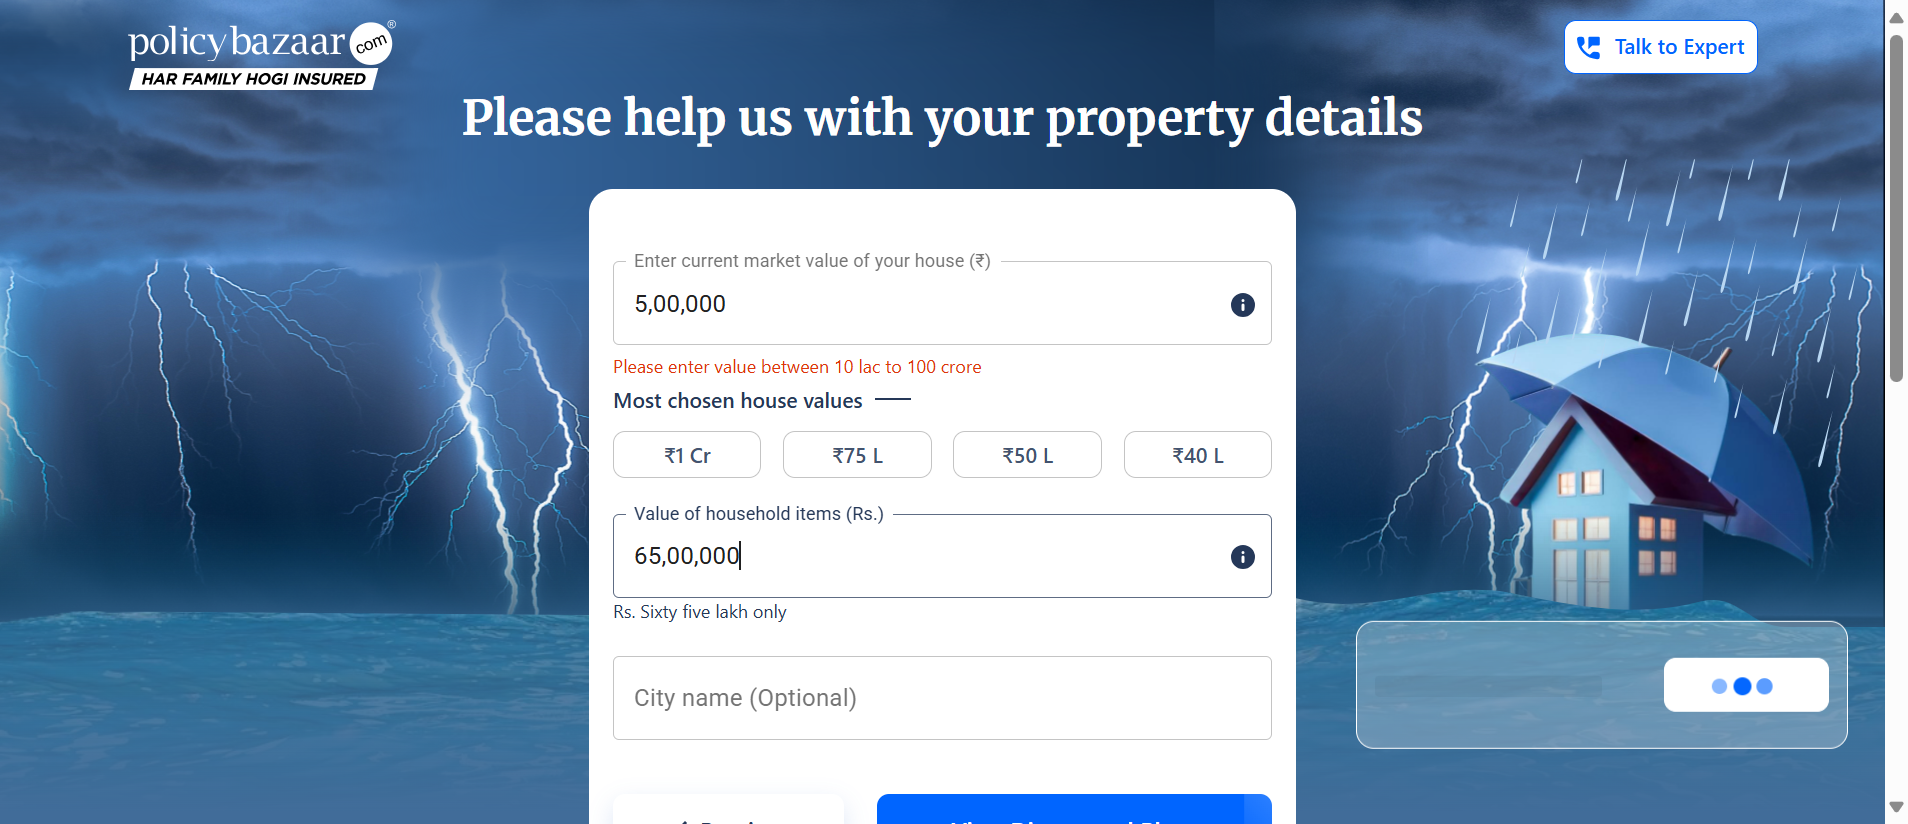 policybazaar com ®
HAR FAMILY HOGI INSURED
Talk to Expert
Please help us with your property details
Enter current market value of your house (₹)
5,00,000
Please enter value between 10 lac to 100 crore
Most chosen house values
₹1 Cr
₹75 L
₹50 L
₹40 L
Value of household items (Rs.)
65,00,000
Rs. Sixty five lakh only
City name (Optional)